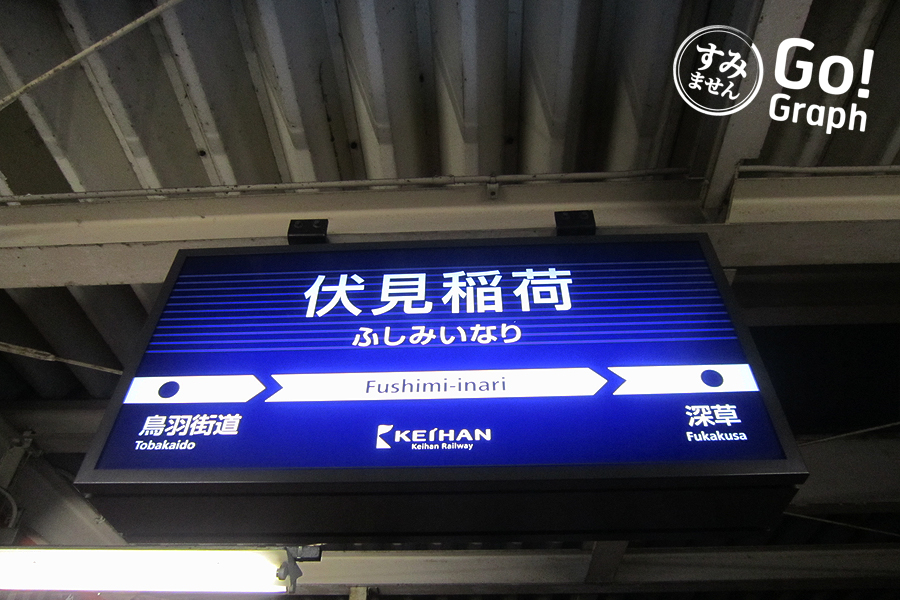 すみ
ません
Go!
Graph
伏見稲荷
ふしみいなり
Fushimi-inari
鳥羽街道
Tobakaido
深草
Fukakusa
KEIHAN
Keihan Railway